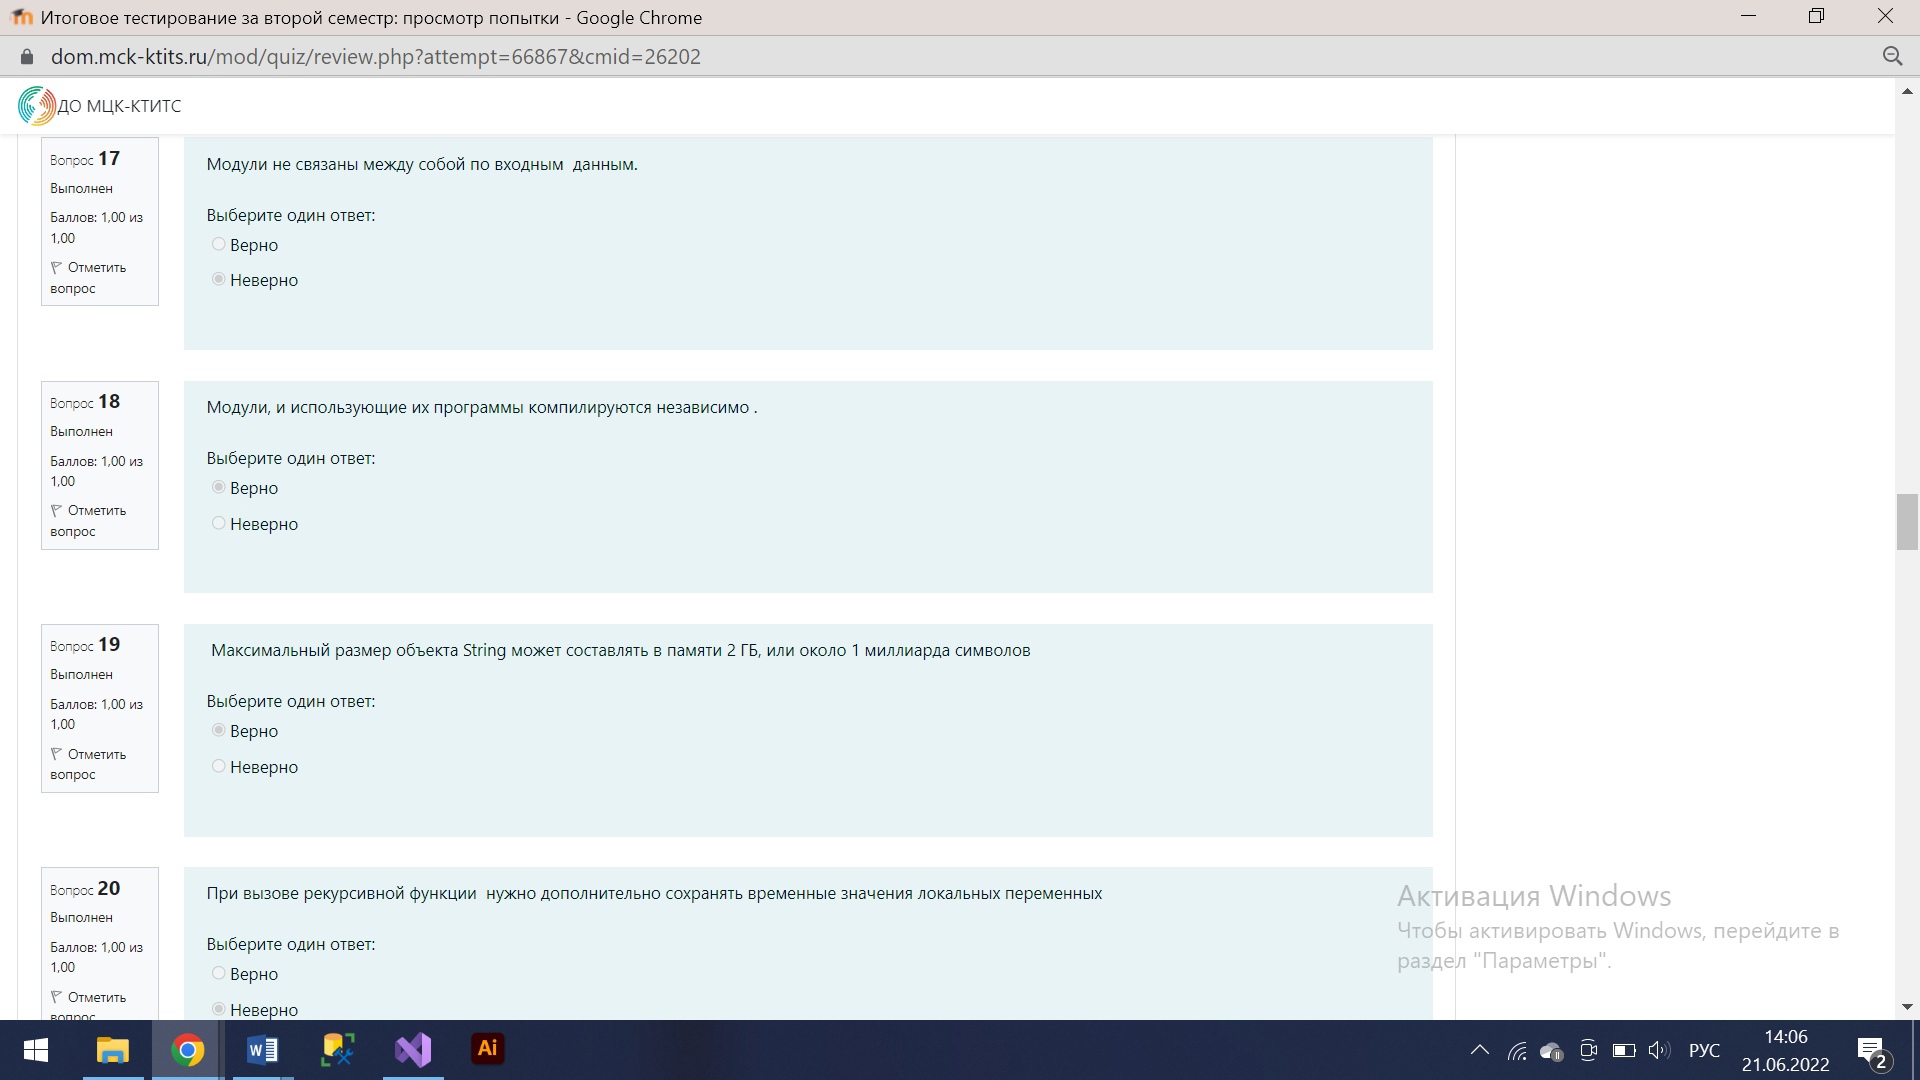 Итоговое тестирование за второй семестр: просмотр попытки - Google Chrome
dom.mck-ktits.ru/mod/quiz/review.php?attempt=66867&cmid=26202
ДО МЦК-КТИТС
Вопрос 17
Выполнен
Баллов: 1,00 из
1,00
Отметить
вопрос
Модули не связаны между собой по входным  данным.
Выберите один ответ:
Верно
Неверно
Вопрос 18
Выполнен
Баллов: 1,00 из
1,00
Отметить
вопрос
Модули, и использующие их программы компилируются независимо .
Выберите один ответ:
Верно
Неверно
Вопрос 19
Выполнен
Баллов: 1,00 из
1,00
Отметить
вопрос
Максимальный размер объекта String может составлять в памяти 2 ГБ, или около 1 миллиарда символов
Выберите один ответ:
Верно
Неверно
Вопрос 20
Выполнен
Баллов: 1,00 из
1,00
Отметить
вопрос
При вызове рекурсивной функции  нужно дополнительно сохранять временные значения локальных переменных
Выберите один ответ:
Верно
Неверно
Активация Windows
Чтобы активировать Windows, перейдите в
раздел "Параметры".
Ai
РУС
14:06
21.06.2022
2